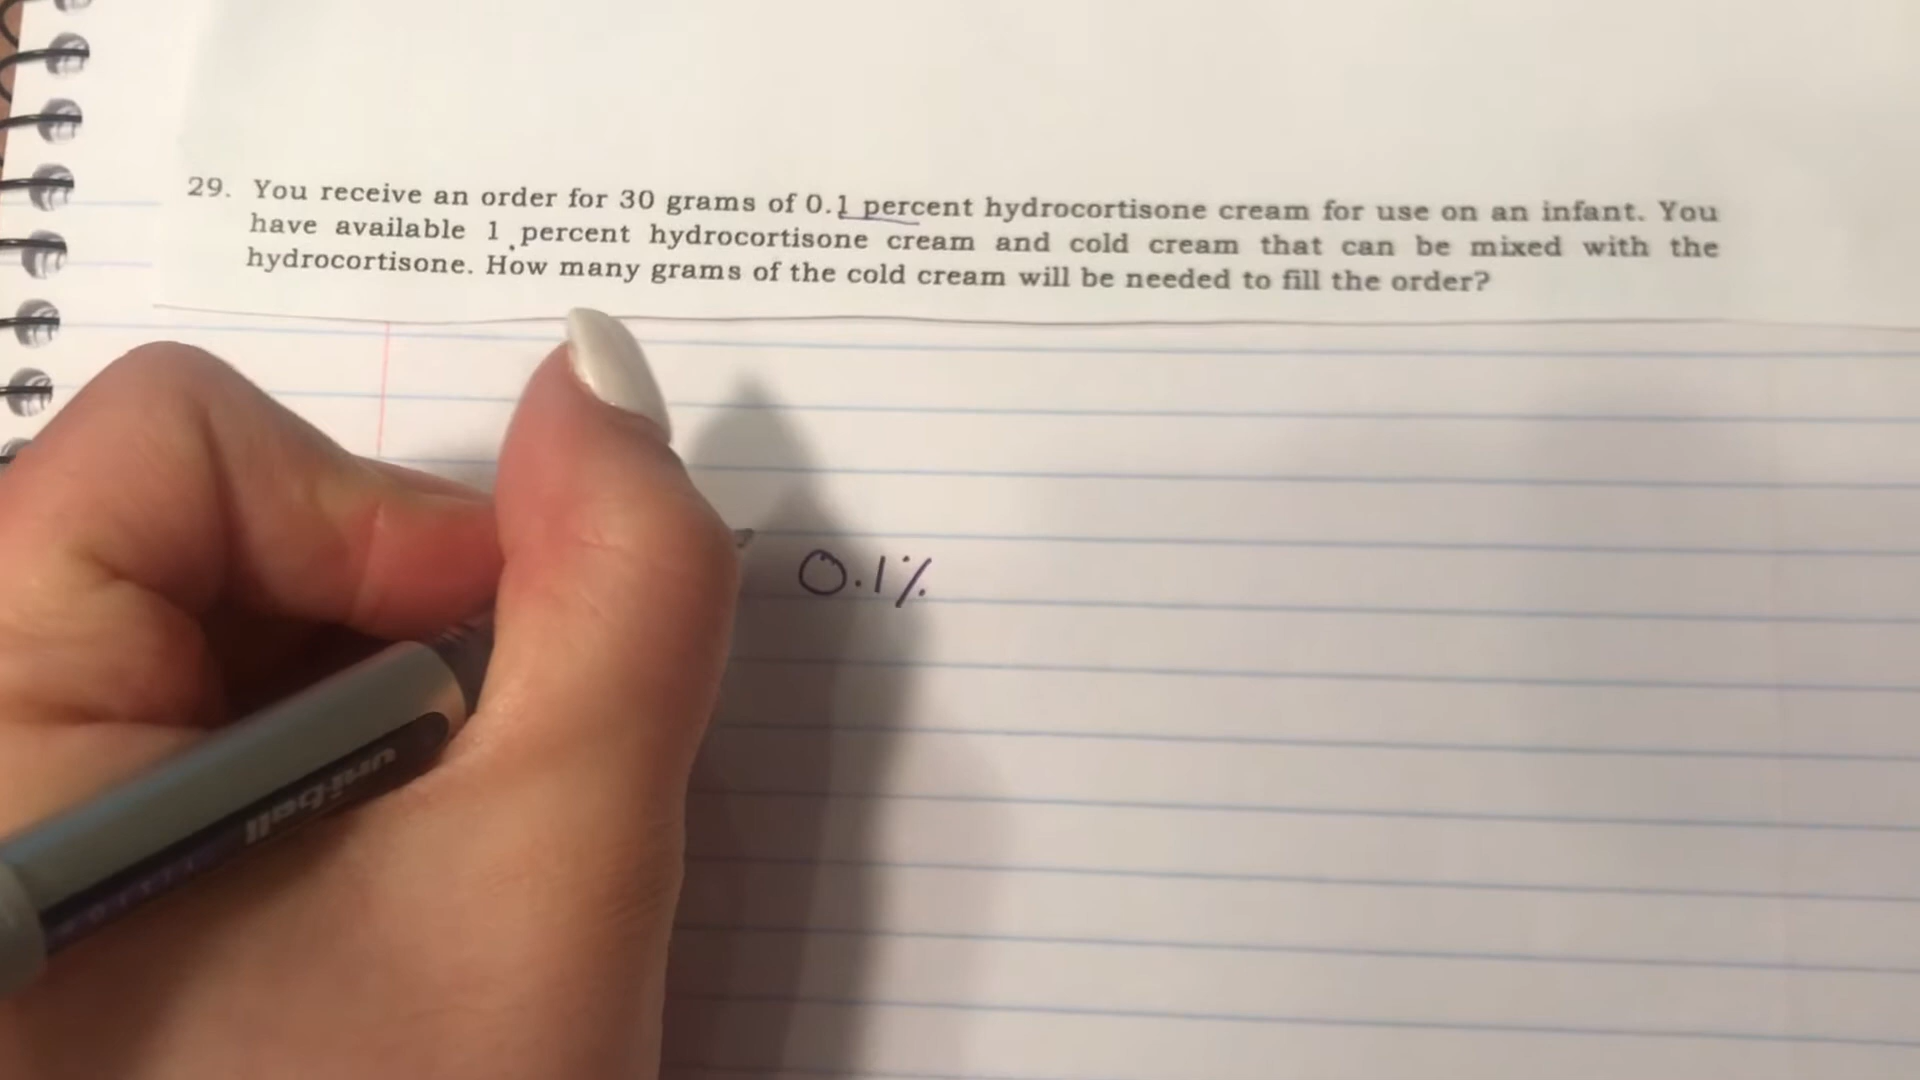 29. You receive an order for 30 grams of 0.1 percent hydrocortisone cream for use on an infant. You
have available 1 percent hydrocortisone cream and cold cream that can be mixed with the
hydrocortisone. How many grams of the cold cream will be needed to fill the order?
0.1%
uni-ball